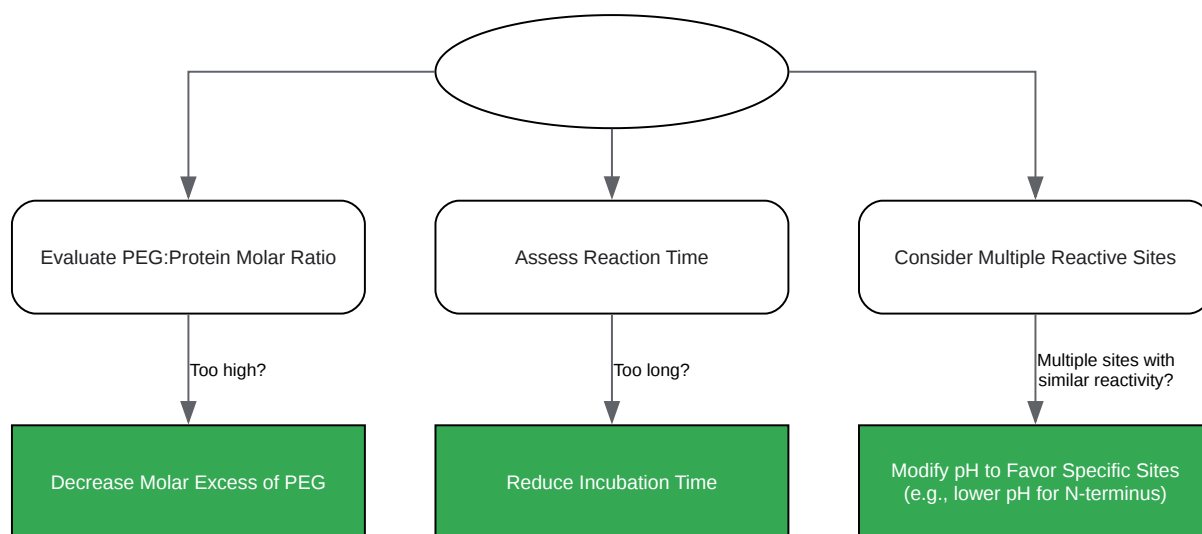 Evaluate PEG:Protein Molar Ratio
Assess Reaction Time
Consider Multiple Reactive Sites
Too high?
Too long?
Multiple sites with
similar reactivity?
Decrease Molar Excess of PEG
Reduce Incubation Time
Modify pH to Favor Specific Sites
(e.g., lower pH for N-terminus)